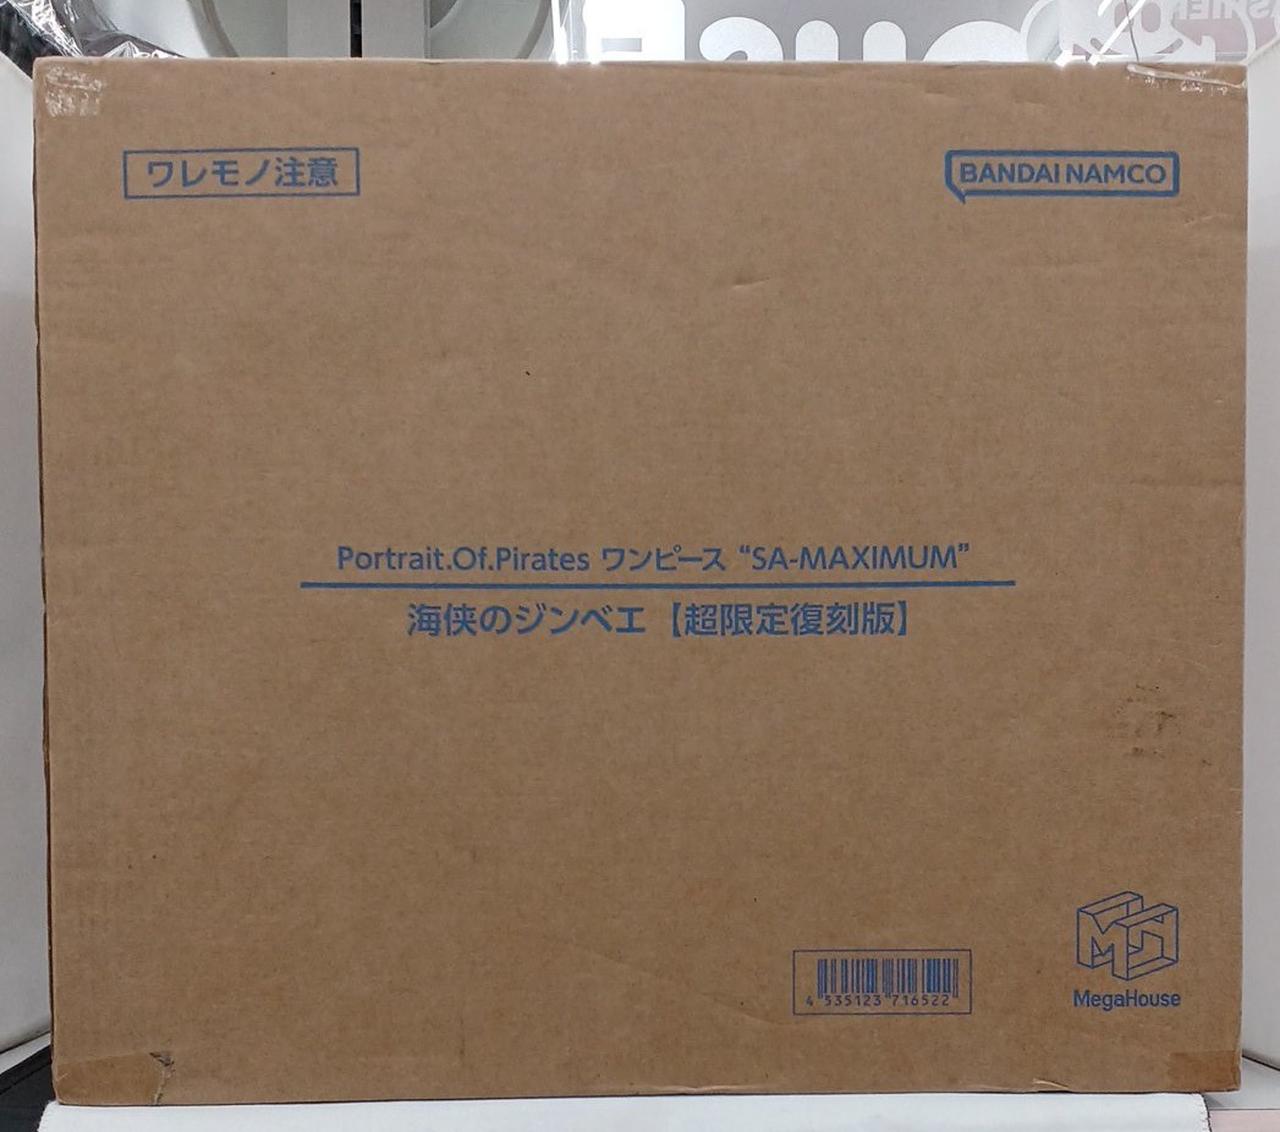 ワレモノ注意
BANDAI NAMCO
Portrait.Of.Pirates ワンピース “SA-MAXIMUM”
海侠のジンベエ【超限定復刻版】
4 535123 716522
MegaHouse